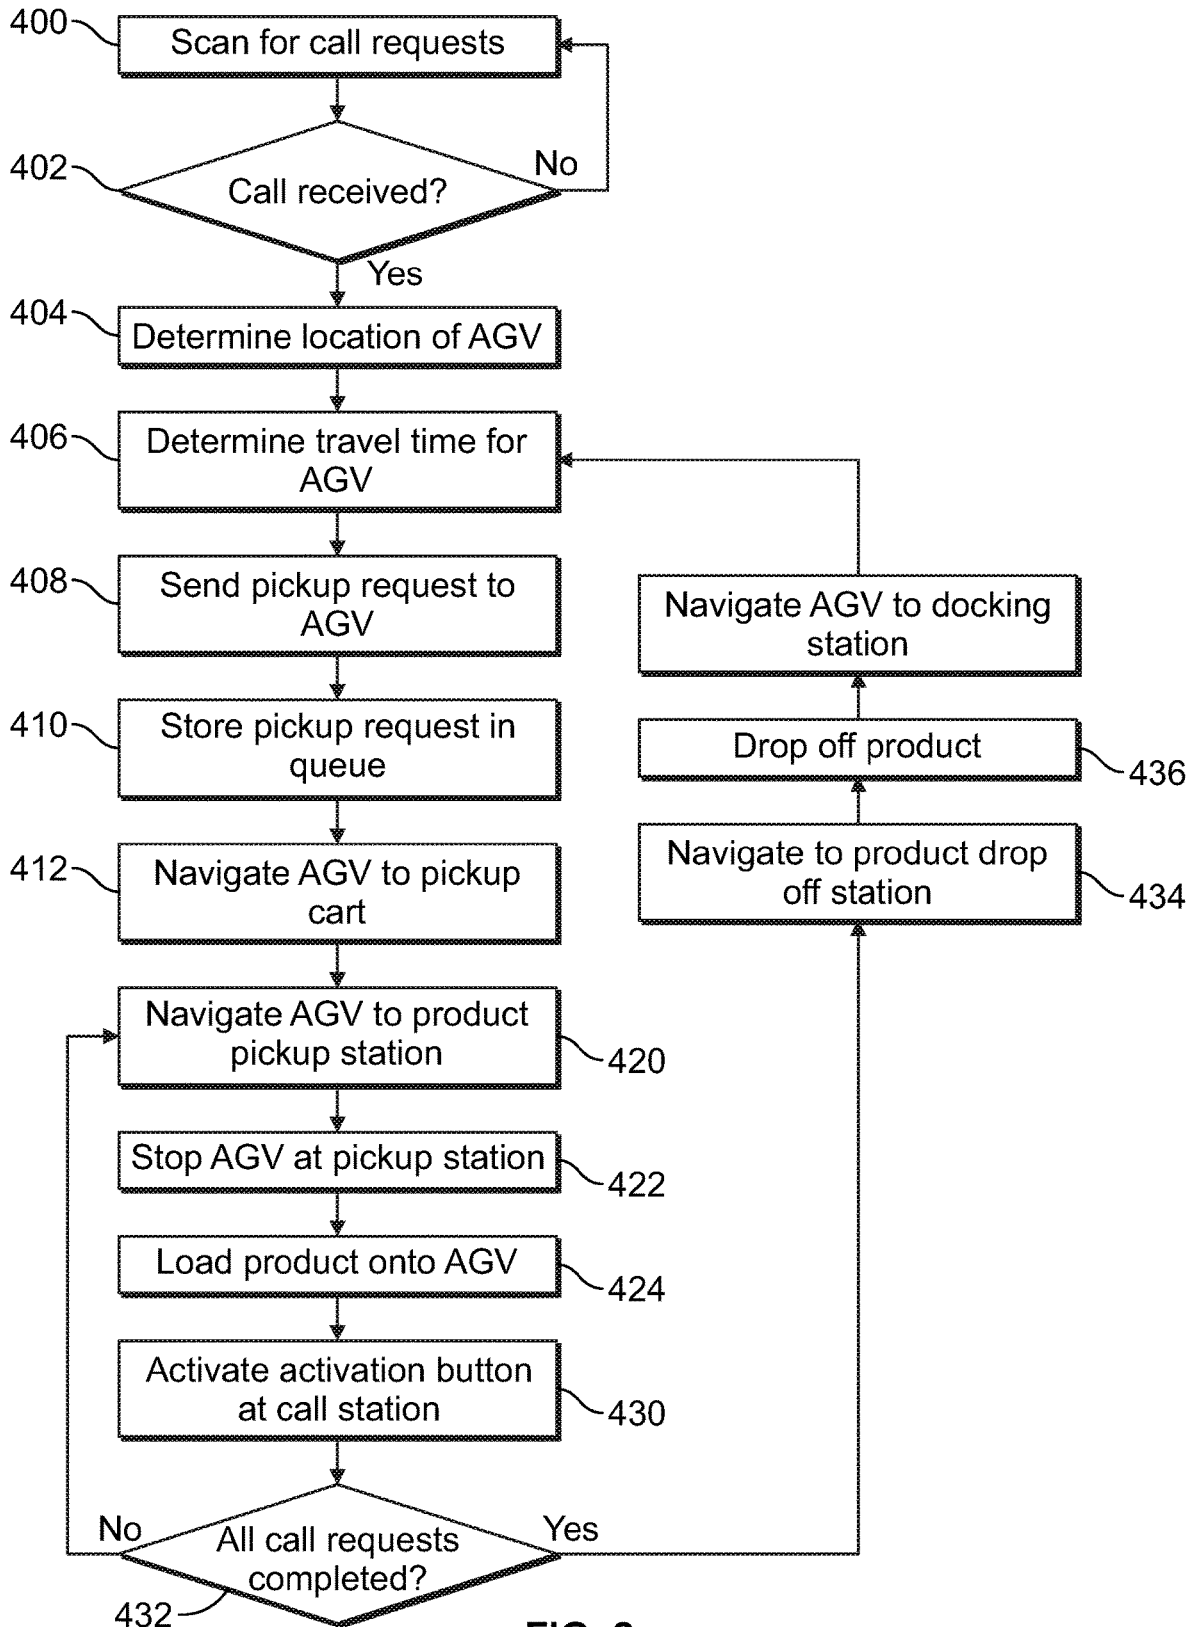 400
Scan for call requests
402
Call received?
No
Yes
404
Determine location of AGV
406
Determine travel time for
AGV
408
Send pickup request to
AGV
410
Store pickup request in
queue
412
Navigate AGV to pickup
cart
Navigate AGV to product
pickup station
420
Stop AGV at pickup station
422
Load product onto AGV
424
Activate activation button
at call station
430
No
All call requests
completed?
Yes
432
Navigate AGV to docking
station
Drop off product
436
Navigate to product drop
off station
434